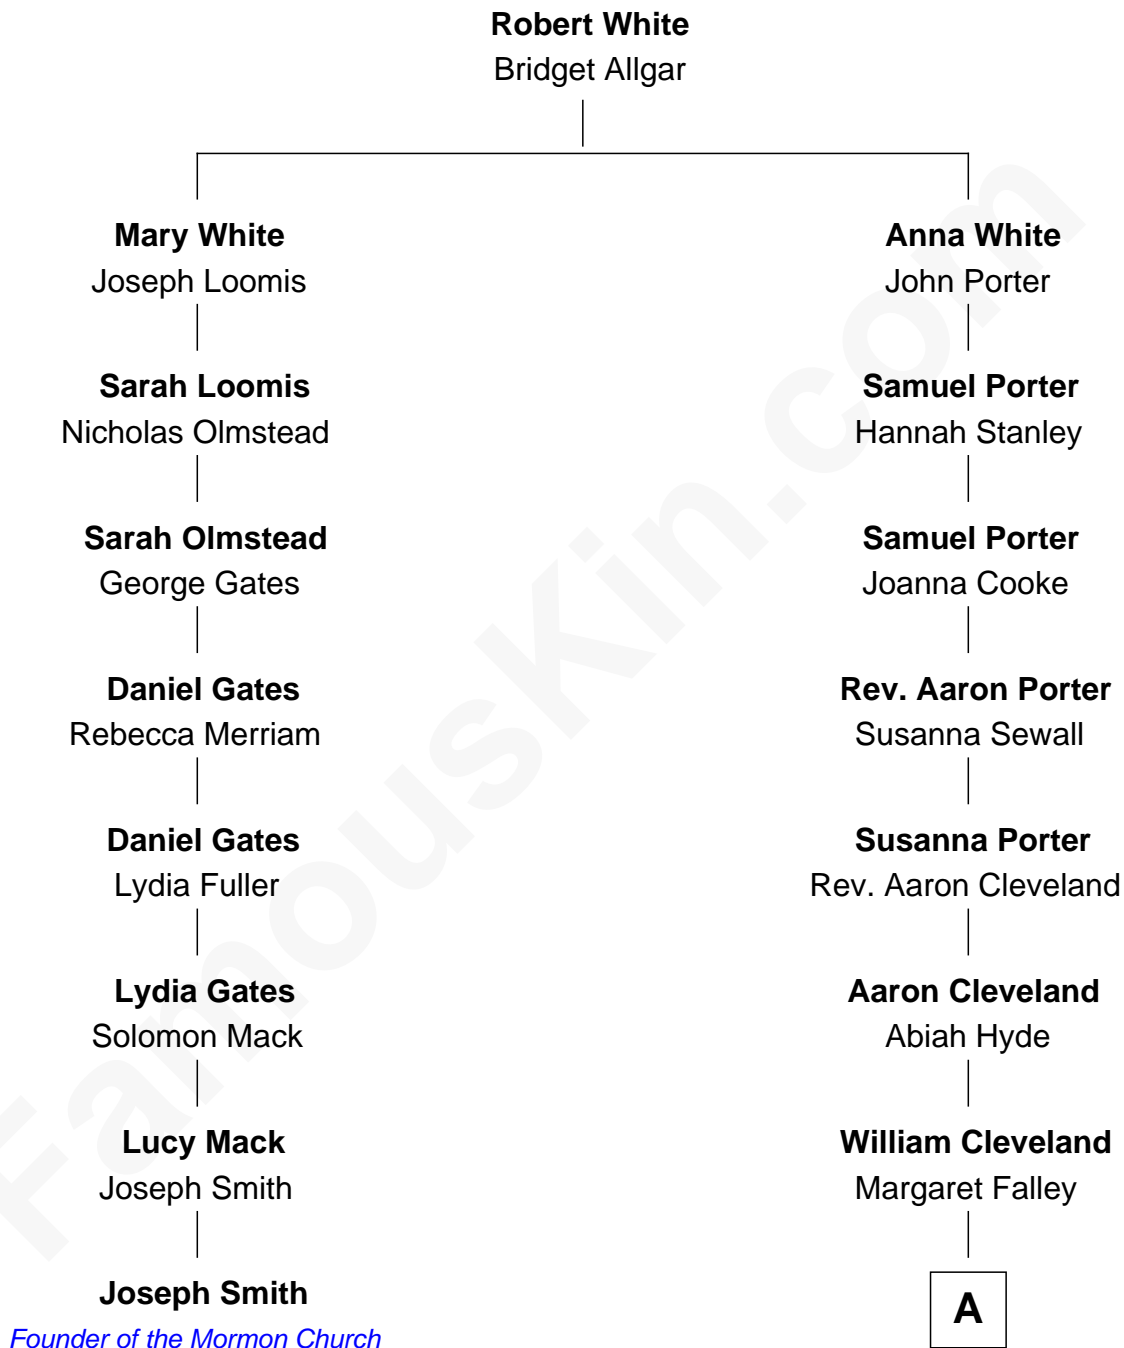 Robert White
Bridget Allgar
Mary White
Joseph Loomis
Anna White
John Porter
Sarah Loomis
Nicholas Olmstead
Samuel Porter
Hannah Stanley
Sarah Olmstead
George Gates
Samuel Porter
Joanna Cooke
Daniel Gates
Rebecca Merriam
Rev. Aaron Porter
Susanna Sewall
Daniel Gates
Lydia Fuller
Susanna Porter
Rev. Aaron Cleveland
Lydia Gates
Solomon Mack
Aaron Cleveland
Abiah Hyde
Lucy Mack
Joseph Smith
William Cleveland
Margaret Falley
Joseph Smith
Founder of the Mormon Church
A
FamousKin.com